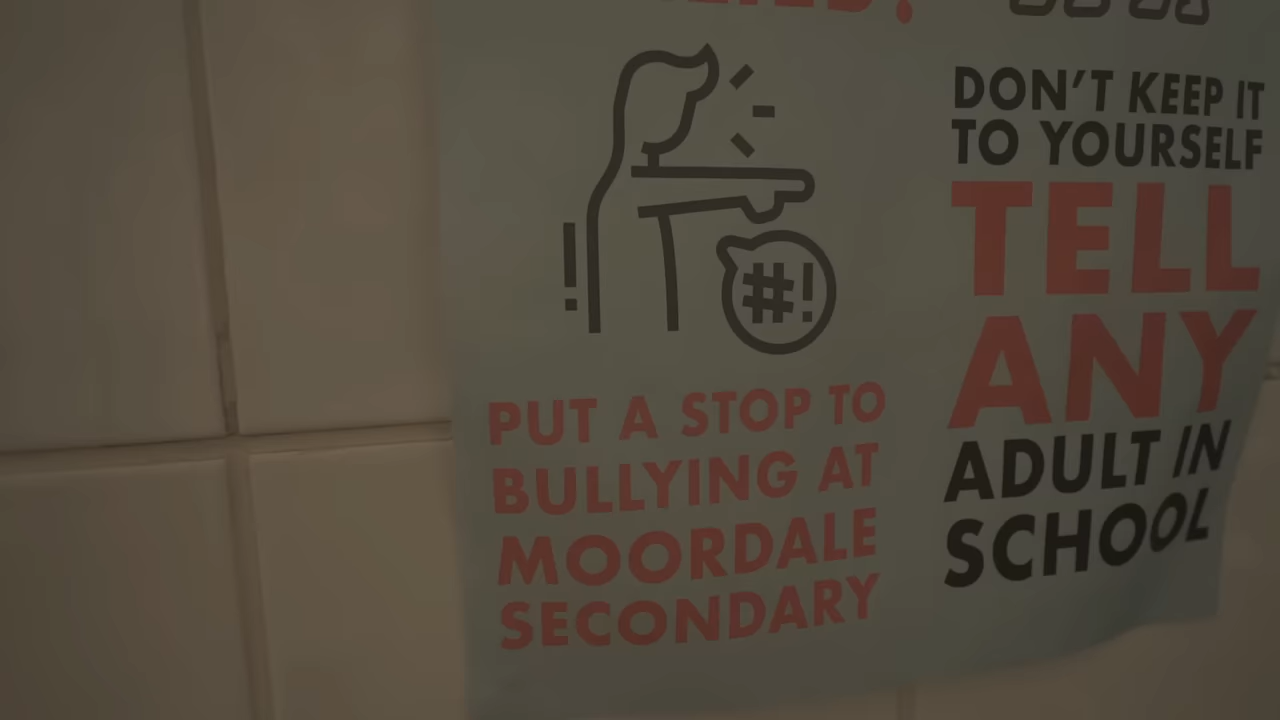 #!
PUT A STOP TO
BULLYING AT
MOORDALE
SECONDARY
DON'T KEEP IT
TO YOURSELF
TELL
ANY
ADULT IN
SCHOOL